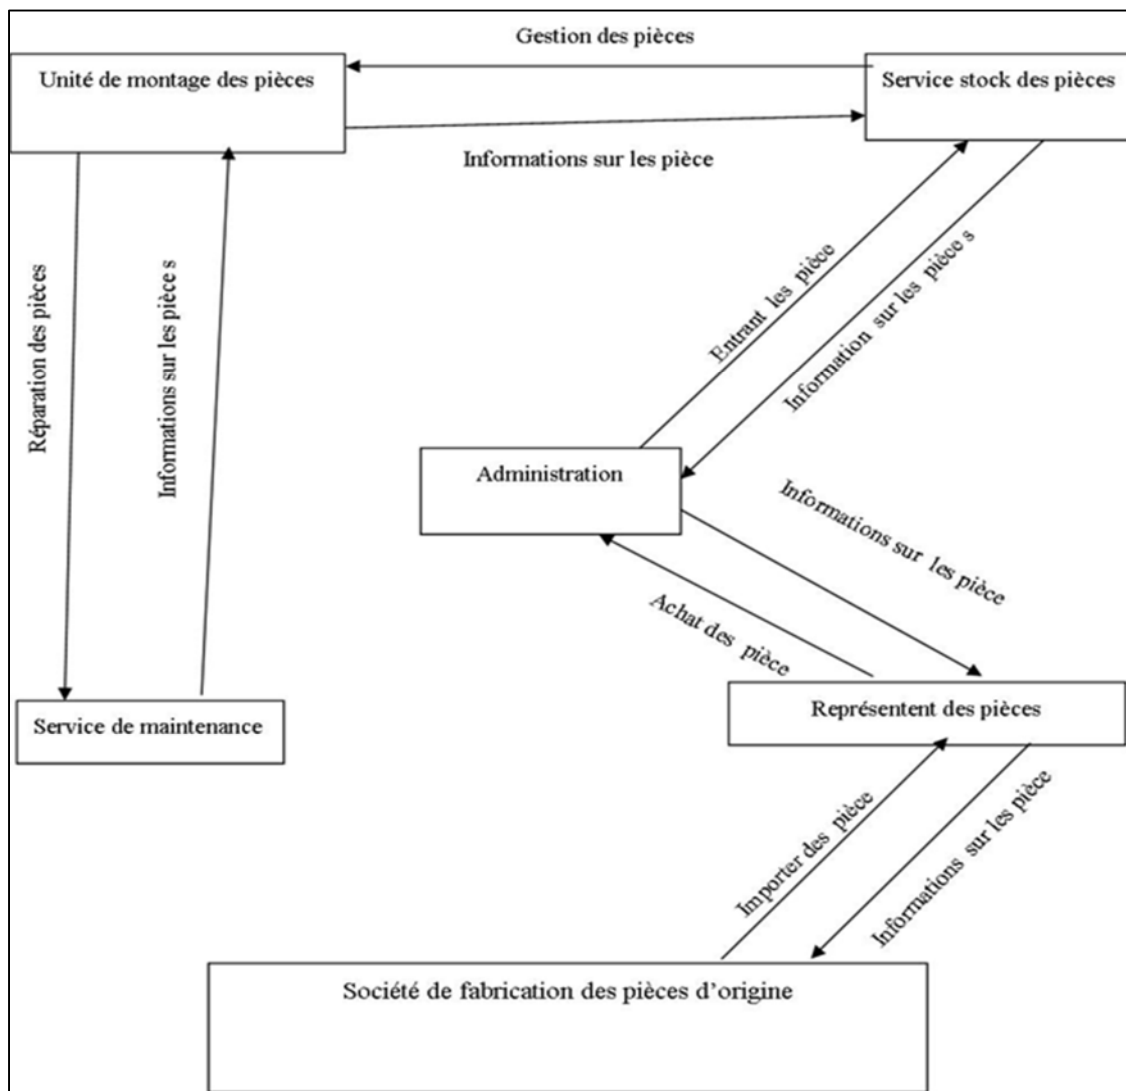 Gestion des pièces
Unité de montage des pièces
Service stock des pièces
Informations sur les pièce
Réparation des pièces
Informations sur les pièce s
Entrant les pièce
Information sur les pièce s
Administration
Informations sur les pièce
Achat des pièce
Représentent des pièces
Service de maintenance
Importer des pièce
Informations sur les pièce
Société de fabrication des pièces d’origine